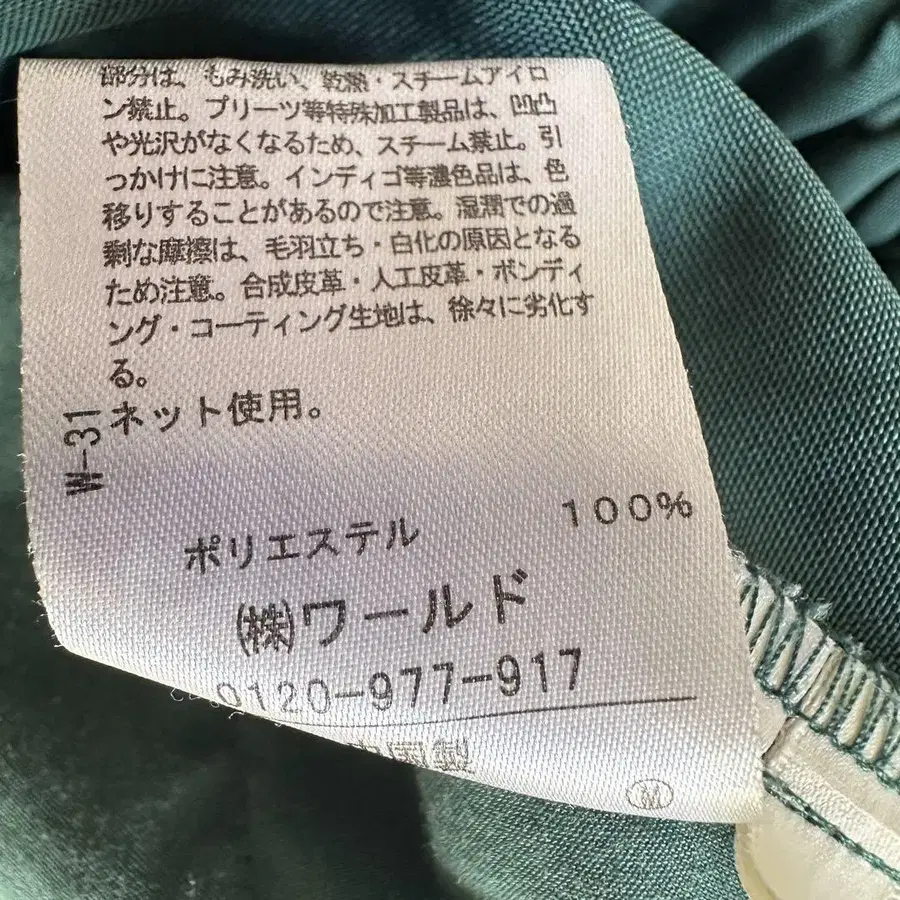 部分は、もみ洗い、乾熱・スチームアイロ
ン禁止。プリーツ等特殊加工製品は、凹凸
や光沢がなくなるため、スチーム禁止。引
っかけに注意。インディゴ等濃色品は、色
移りすることがあるので注意。湿潤での過
剰な摩擦は、毛羽立ち・白化の原因となる
ため注意。合成皮革・人工皮革・ボンディ
ング・コーティング生地は、徐々に劣化す
る。
ネット使用。
W-31
ポリエステル 100%
㈱ワールド
0120-977-917
中国製
Ⓜ